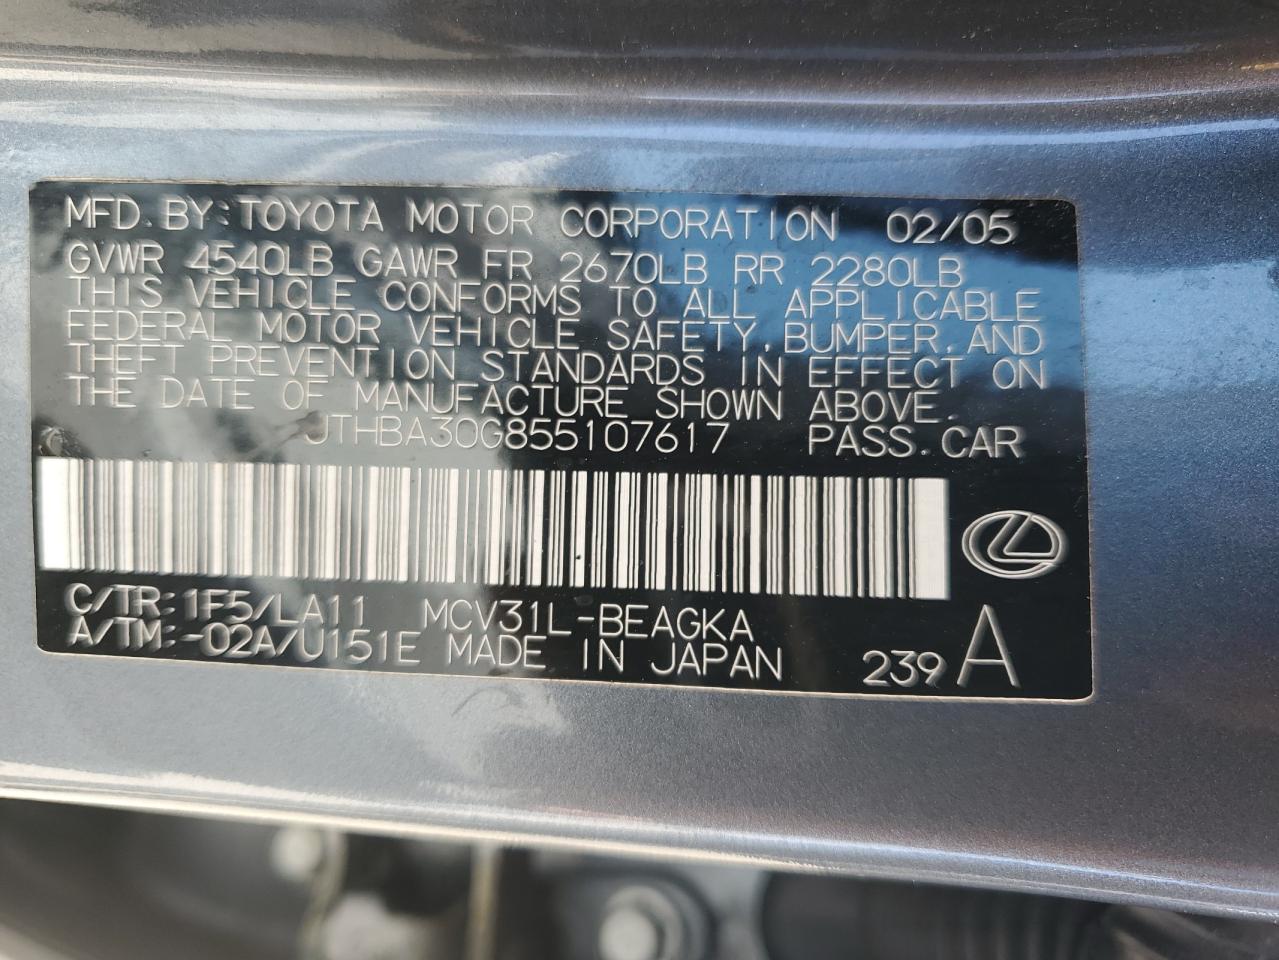 MFD. BY: TOYOTA MOTOR CORPORATION 02/05
GVWR 4540LB GAWR FR 2670LB RR 2280LB
THIS VEHICLE CONFORMS TO ALL APPLICABLE
FEDERAL MOTOR VEHICLE SAFETY, BUMPER, AND
THEFT PREVENTION STANDARDS IN EFFECT ON
THE DATE OF MANUFACTURE SHOWN ABOVE.
JTHBA30G855107617 PASS. CAR
C/TR: 1F5/LA11 MCV31L-BEAGKA
A/TM: -02A/U151E MADE IN JAPAN 239 A